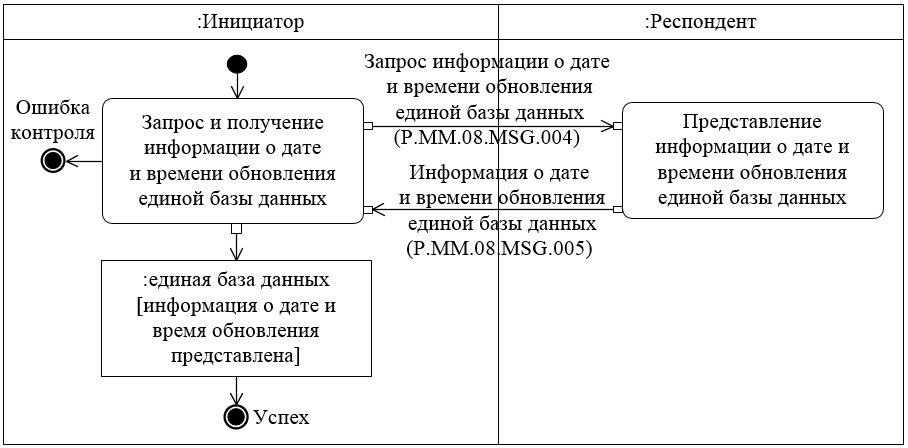 :Инициатор
:Респондент
Запрос информации о дате
и времени обновления
единой базы данных
(P.MM.08.MSG.004)
Ошибка
контроля
Запрос и получение
информации о дате
и времени обновления
единой базы данных
Представление
информации о дате и
времени обновления
единой базы данных
Информация о дате
и времени обновления
единой базы данных
(P.MM.08.MSG.005)
:единая база данных
[информация о дате и
время обновления
представлена]
Успех